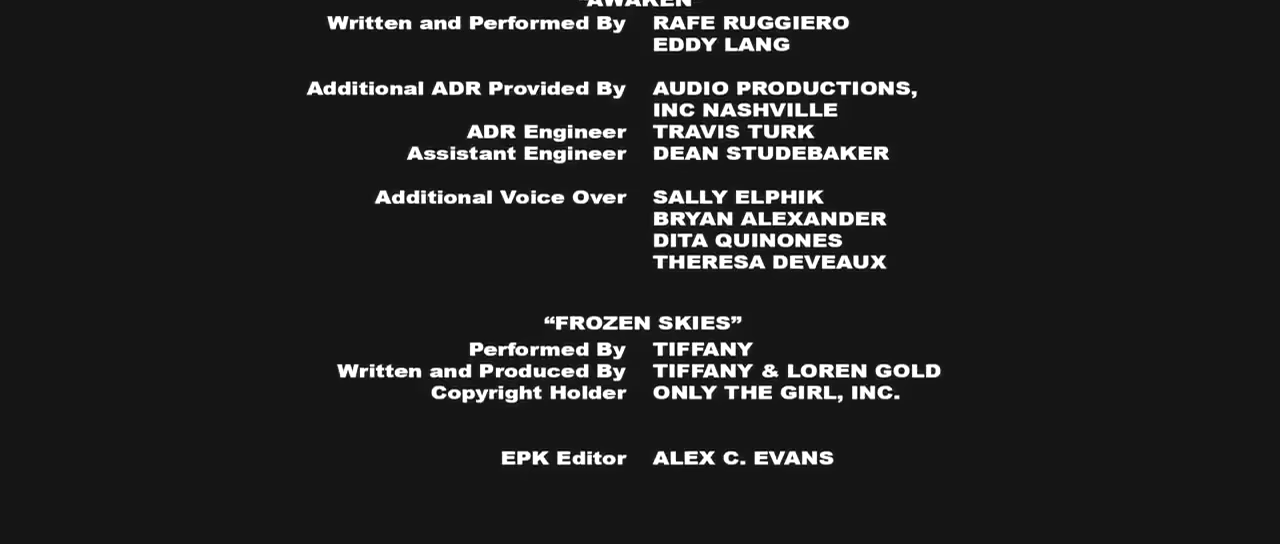 "AWAKEN"
Written and Performed By RAFE RUGGIERO
EDDY LANG
Additional ADR Provided By AUDIO PRODUCTIONS,
INC NASHVILLE
ADR Engineer TRAVIS TURK
Assistant Engineer DEAN STUDEBAKER
Additional Voice Over SALLY ELPHIK
BRYAN ALEXANDER
DITA QUINONES
THERESA DEVEAUX
“FROZEN SKIES”
Performed By TIFFANY
Written and Produced By TIFFANY & LOREN GOLD
Copyright Holder ONLY THE GIRL, INC.
EPK Editor ALEX C. EVANS